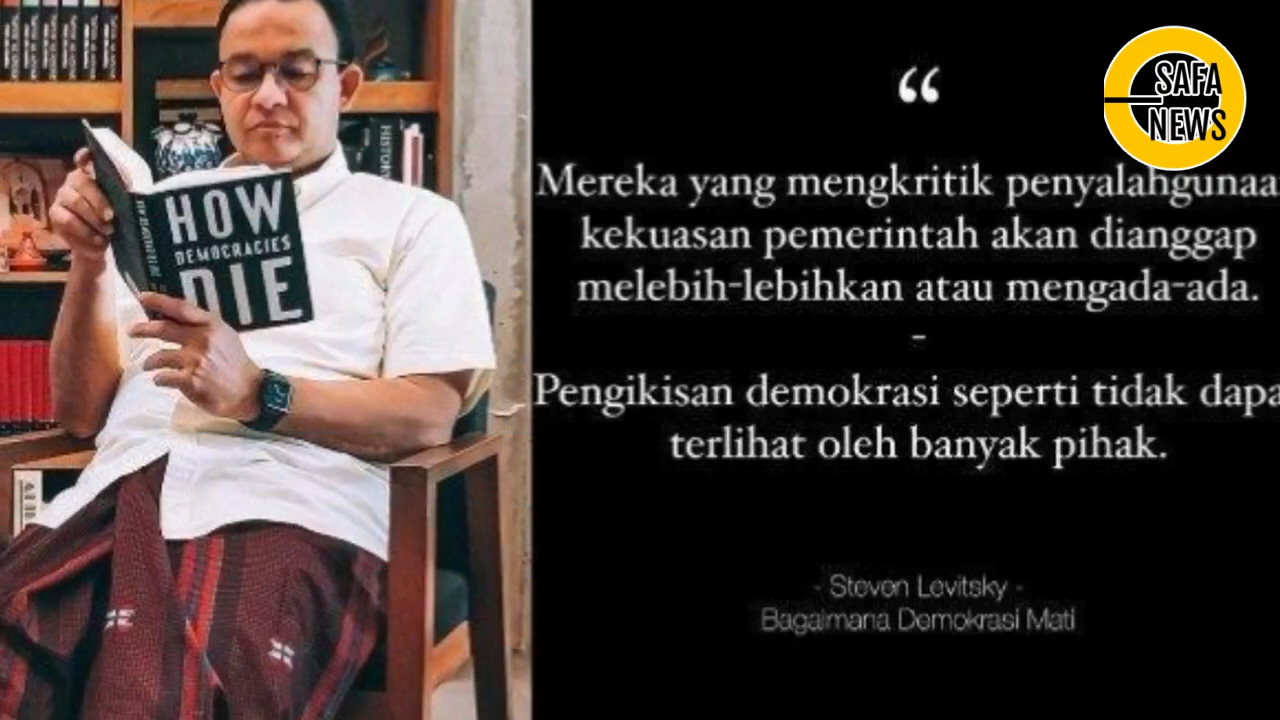 HOW
DEMOCRACIES
DIE
HISTORY
“
Mereka yang mengkritik penyalahgunaa
kekuasan pemerintah akan dianggap
melebih-lebihkan atau mengada-ada.
-
Pengikisan demokrasi seperti tidak dapa
terlihat oleh banyak pihak.
- Steven Levitsky -
Bagaimana Demokrasi Mati
SAFA
NEWS